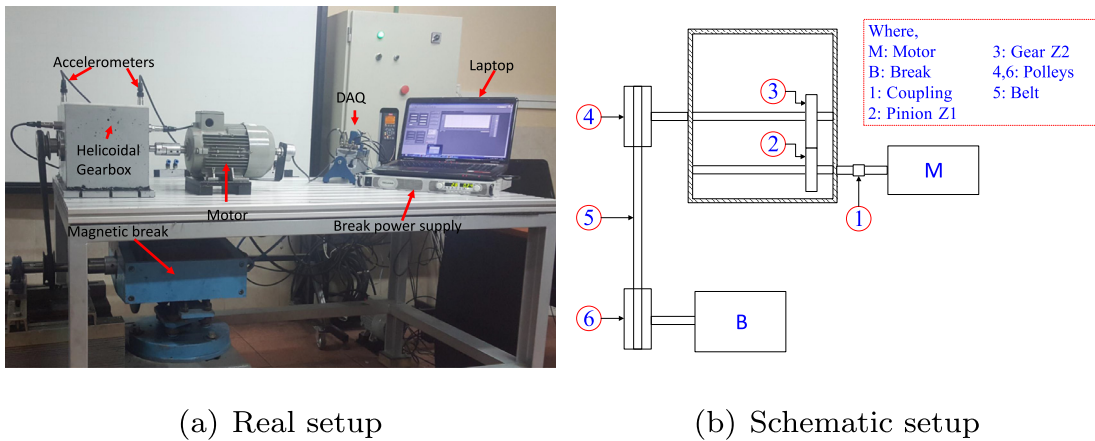 Accelerometers
Laptop
DAQ
Helicoidal
Gearbox
Motor
Magnetic break
Break power supply
Where,
M: Motor 3: Gear Z2
B: Break 4,6: Polleys
1: Coupling 5: Belt
2: Pinion Z1
3
4
2
M
1
5
6
B
(a) Real setup
(b) Schematic setup